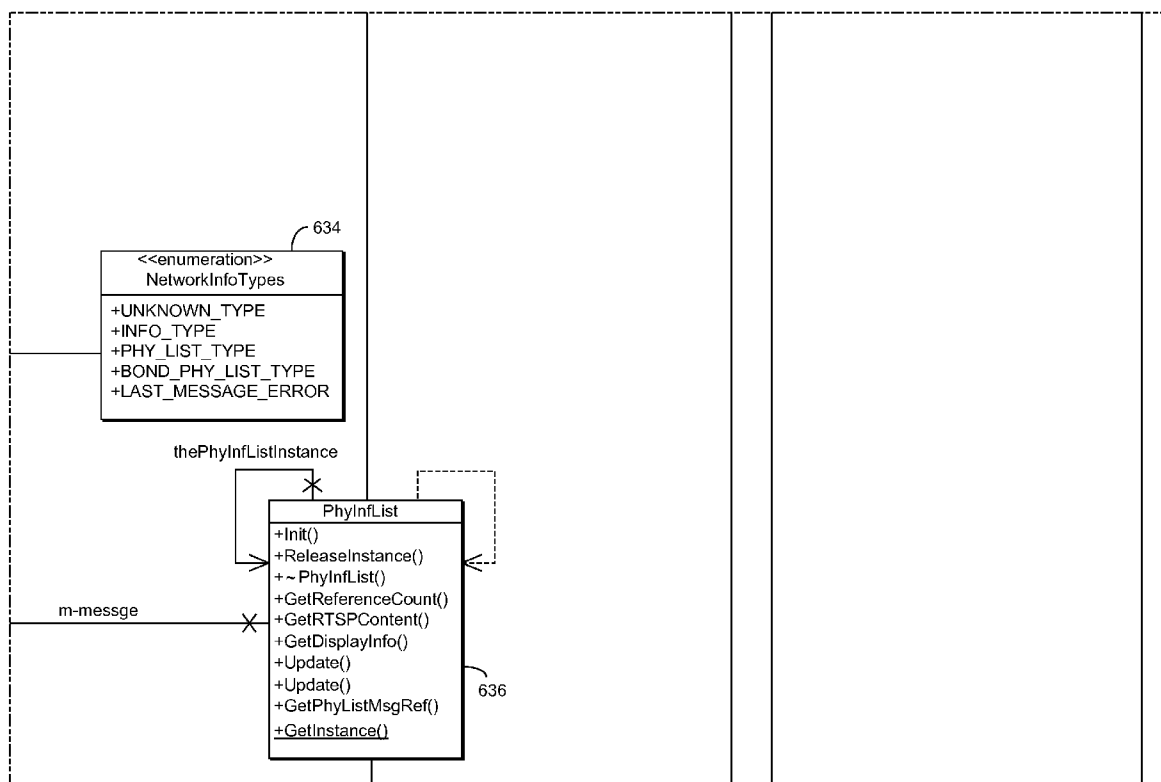 634
<<enumeration>>
NetworkInfoTypes
+UNKNOWN_TYPE
+INFO_TYPE
+PHY_LIST_TYPE
+BOND_PHY_LIST_TYPE
+LAST_MESSAGE_ERROR
thePhyInfListInstance
PhyInfList
+Init()
+ReleaseInstance()
+~PhyInfList()
+GetReferenceCount()
+GetRTSPContent()
+GetDisplayInfo()
+Update()
+Update()
+GetPhyListMsgRef()
+GetInstance()
m-messge
636